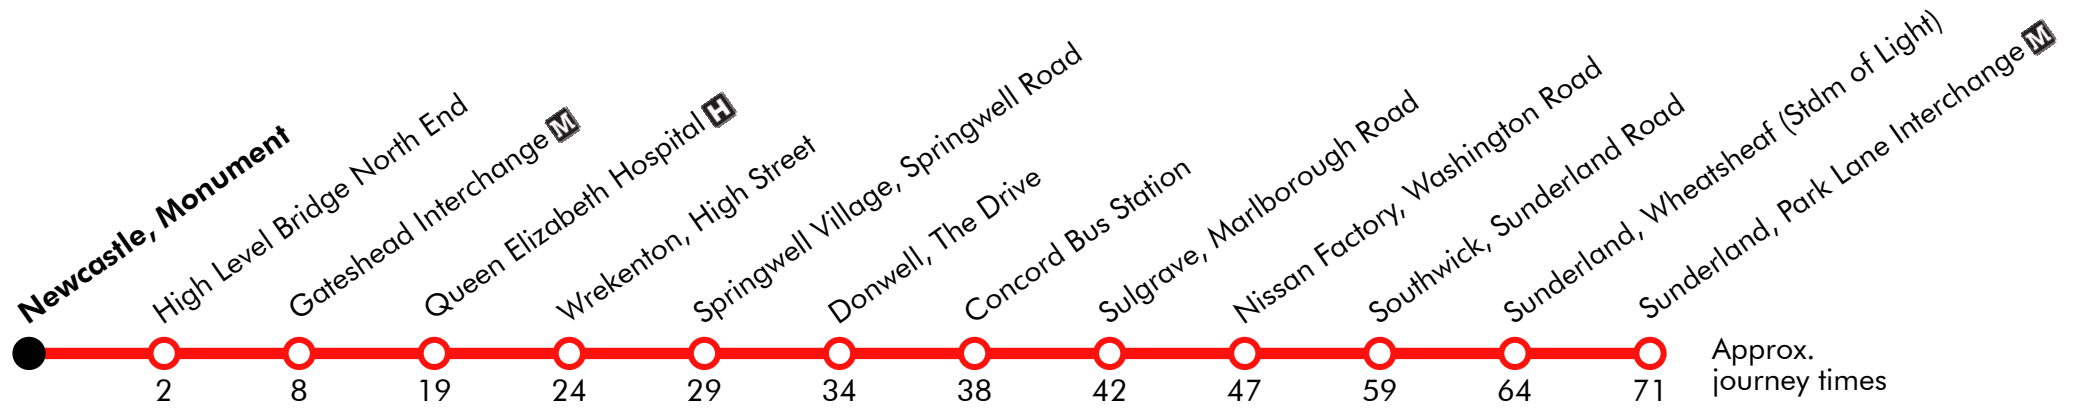 Newcastle, Monument
High Level Bridge North End
Gateshead Interchange M
Queen Elizabeth Hospital H
Wrekenton, High Street
Springwell Village, Springwell Road
Donwell, The Drive
Concord Bus Station
Sulgrave, Marlborough Road
Nissan Factory, Washington Road
Southwick, Sunderland Road
Sunderland, Wheatsheaf (Stdm of Light)
Sunderland, Park Lane Interchange M
2 8 19 24 29 34 38 42 47 59 64 71
Approx.
journey times